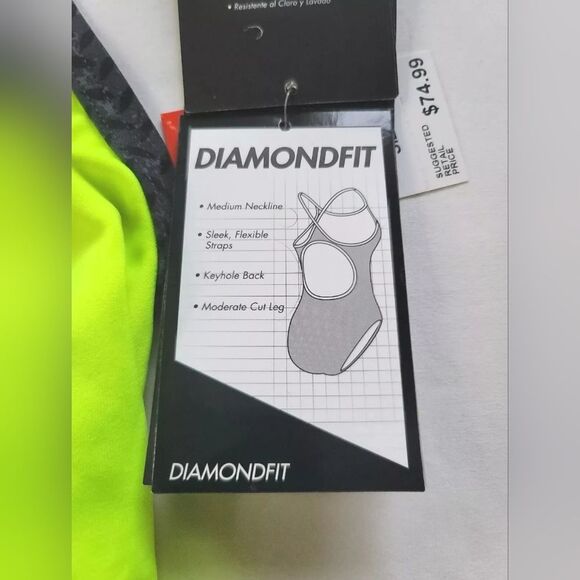 • Resistente al Cloro y Lavado
SUGGESTED
RETAIL
PRICE
$74.99
DIAMONDFIT
• Medium Neckline
• Sleek, Flexible
Straps
• Keyhole Back
• Moderate Cut Leg
DIAMONDFIT